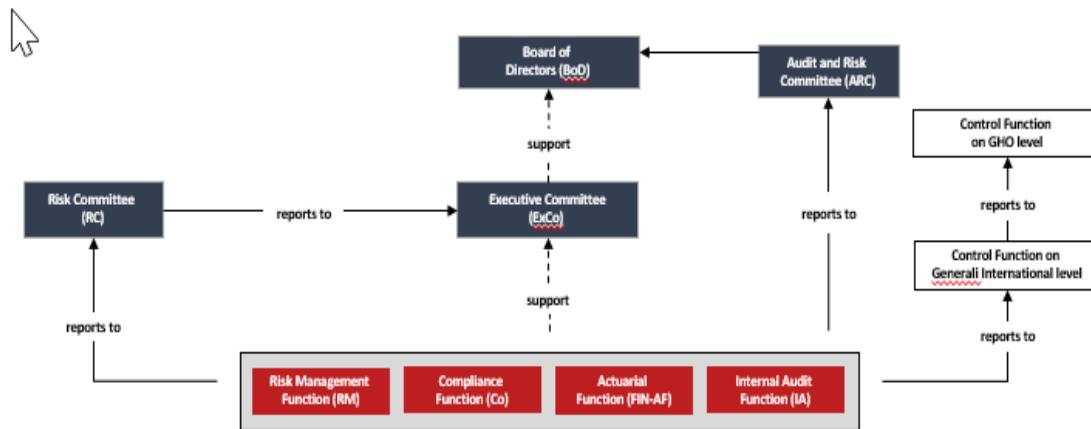 Board of
Directors (BoD)
Audit and Risk
Committee (ARC)
Control Function
on GHO level
support
Risk Committee
(RC)
reports to
Executive Committee
(ExCo)
reports to
reports to
Control Function on
Generali International level
support
reports to
reports to
Risk Management
Function (RM)
Compliance
Function (Co)
Actuarial
Function (FIN-AF)
Internal Audit
Function (IA)